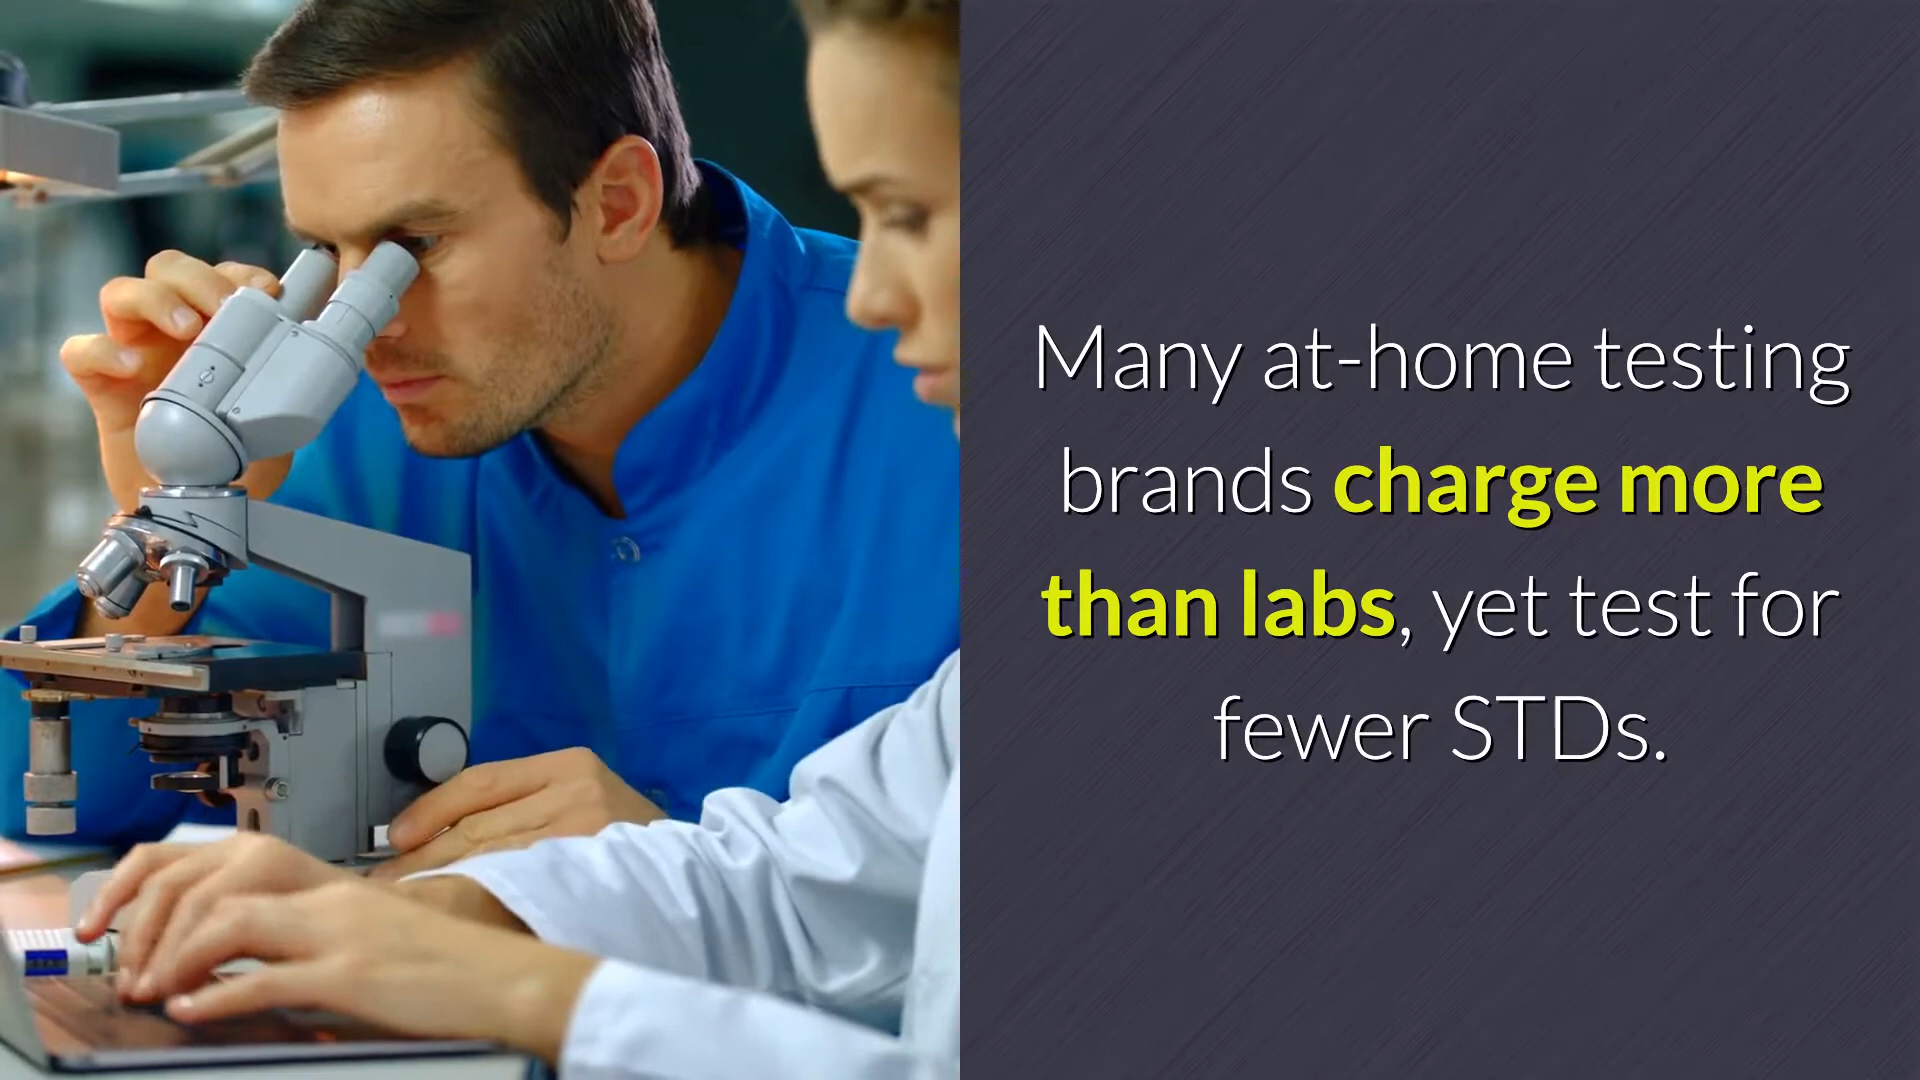 Many at-home testing
brands charge more
than labs, yet test for
fewer STDs.